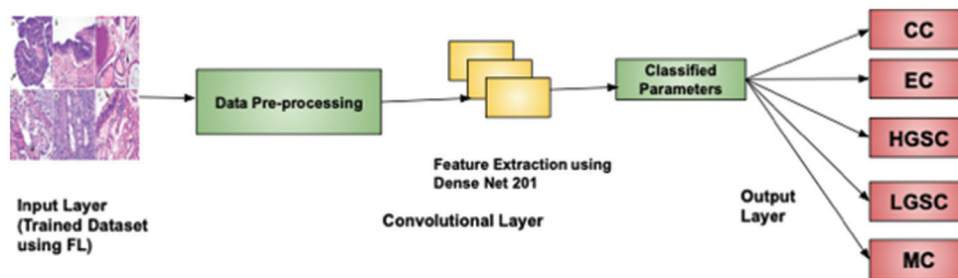 Data Pre-processing
Classified
Parameters
CC
EC
HGSC
LGSC
MC
Feature Extraction using
Dense Net 201
Convolutional Layer
Input Layer
(Trained Dataset
using FL)
Output
Layer